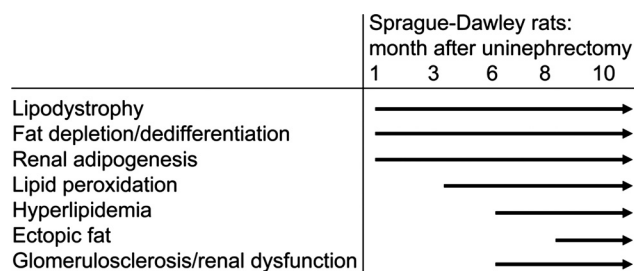 Sprague-Dawley rats:
month after uninephrectomy
1 3 6 8 10
Lipodystrophy
Fat depletion/dedifferentiation
Renal adipogenesis
Lipid peroxidation
Hyperlipidemia
Ectopic fat
Glomerulosclerosis/renal dysfunction